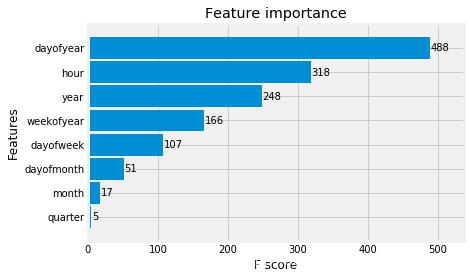 Feature importance
Features
dayofyear 488
hour 318
year 248
weekofyear 166
dayofweek 107
dayofmonth 51
month 17
quarter 5
0 100 200 300 400 500
F score